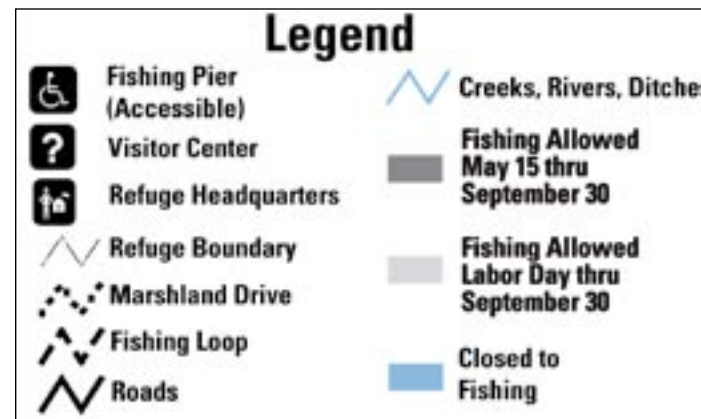 Legend
Fishing Pier
(Accessible)
?
Visitor Center
Refuge Headquarters
Refuge Boundary
Marshland Drive
Fishing Loop
Roads
Creeks, Rivers, Ditches
Fishing Allowed
May 15 thru
September 30
Fishing Allowed
Labor Day thru
September 30
Closed to
Fishing